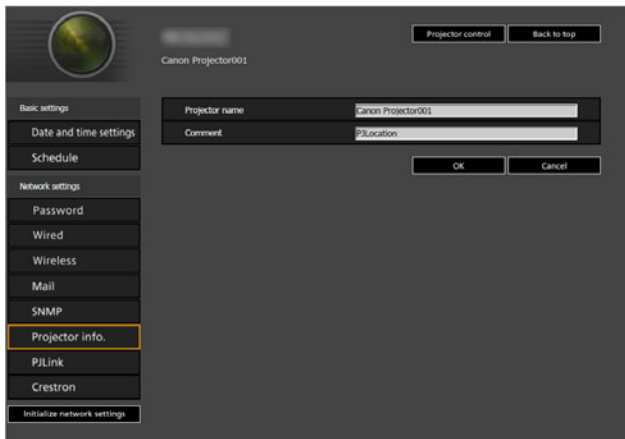 Projector control
Back to top
Canon Projector001
Basic settings
Date and time settings
Schedule
Network settings
Password
Wired
Wireless
Mail
SNMP
Projector info.
PJLink
Crestron
Initialize network settings
Projector name
Canon Projector001
Comment
PJLocation
OK
Cancel